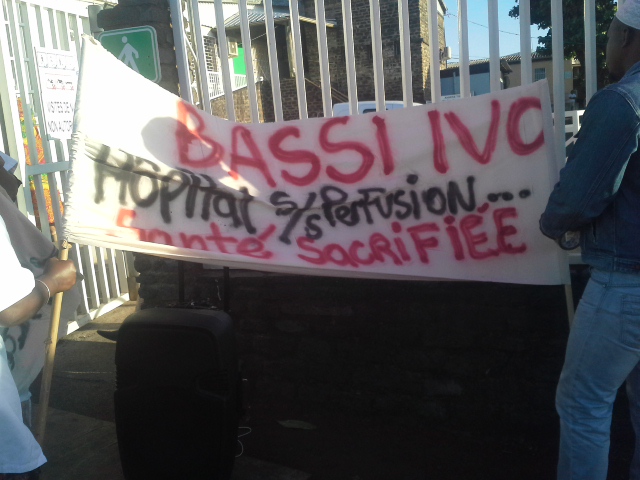 BASSI IVO
Hôpital s/s Perfusion...
Santé sacrifiée